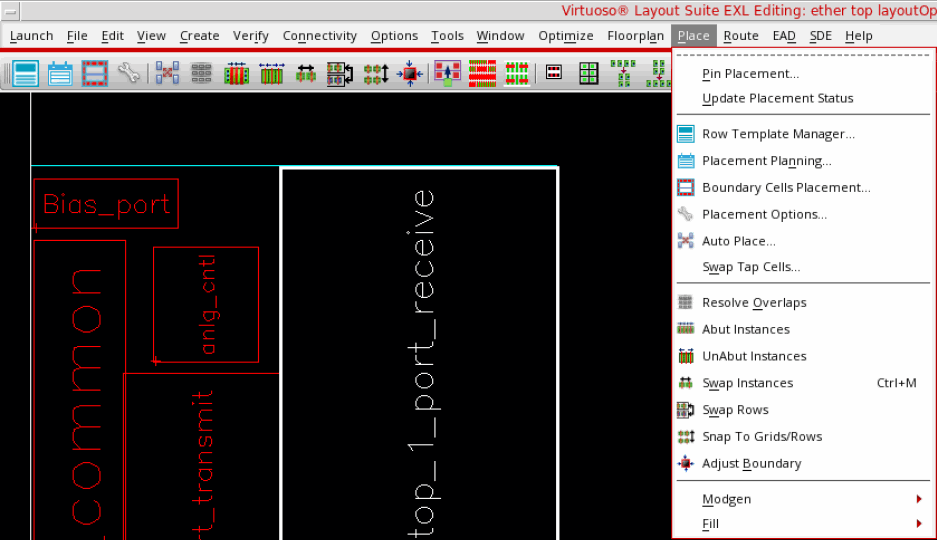 Virtuoso® Layout Suite EXL Editing: ether top layoutOp
Launch File Edit View Create Verify Connectivity Options Tools Window Optimize Floorplan Place Route EAD SDE Help
Pin Placement...
Update Placement Status
Row Template Manager...
Placement Planning...
Boundary Cells Placement...
Placement Options...
Auto Place...
Swap Tap Cells...
Resolve Overlaps
Abut Instances
UnAbut Instances
Swap Instances Ctrl+M
Swap Rows
Snap To Grids/Rows
Adjust Boundary
Modgen
Fill
Bias_port
_common
anlg_cntl
rt_transmit
top_1_port_receive